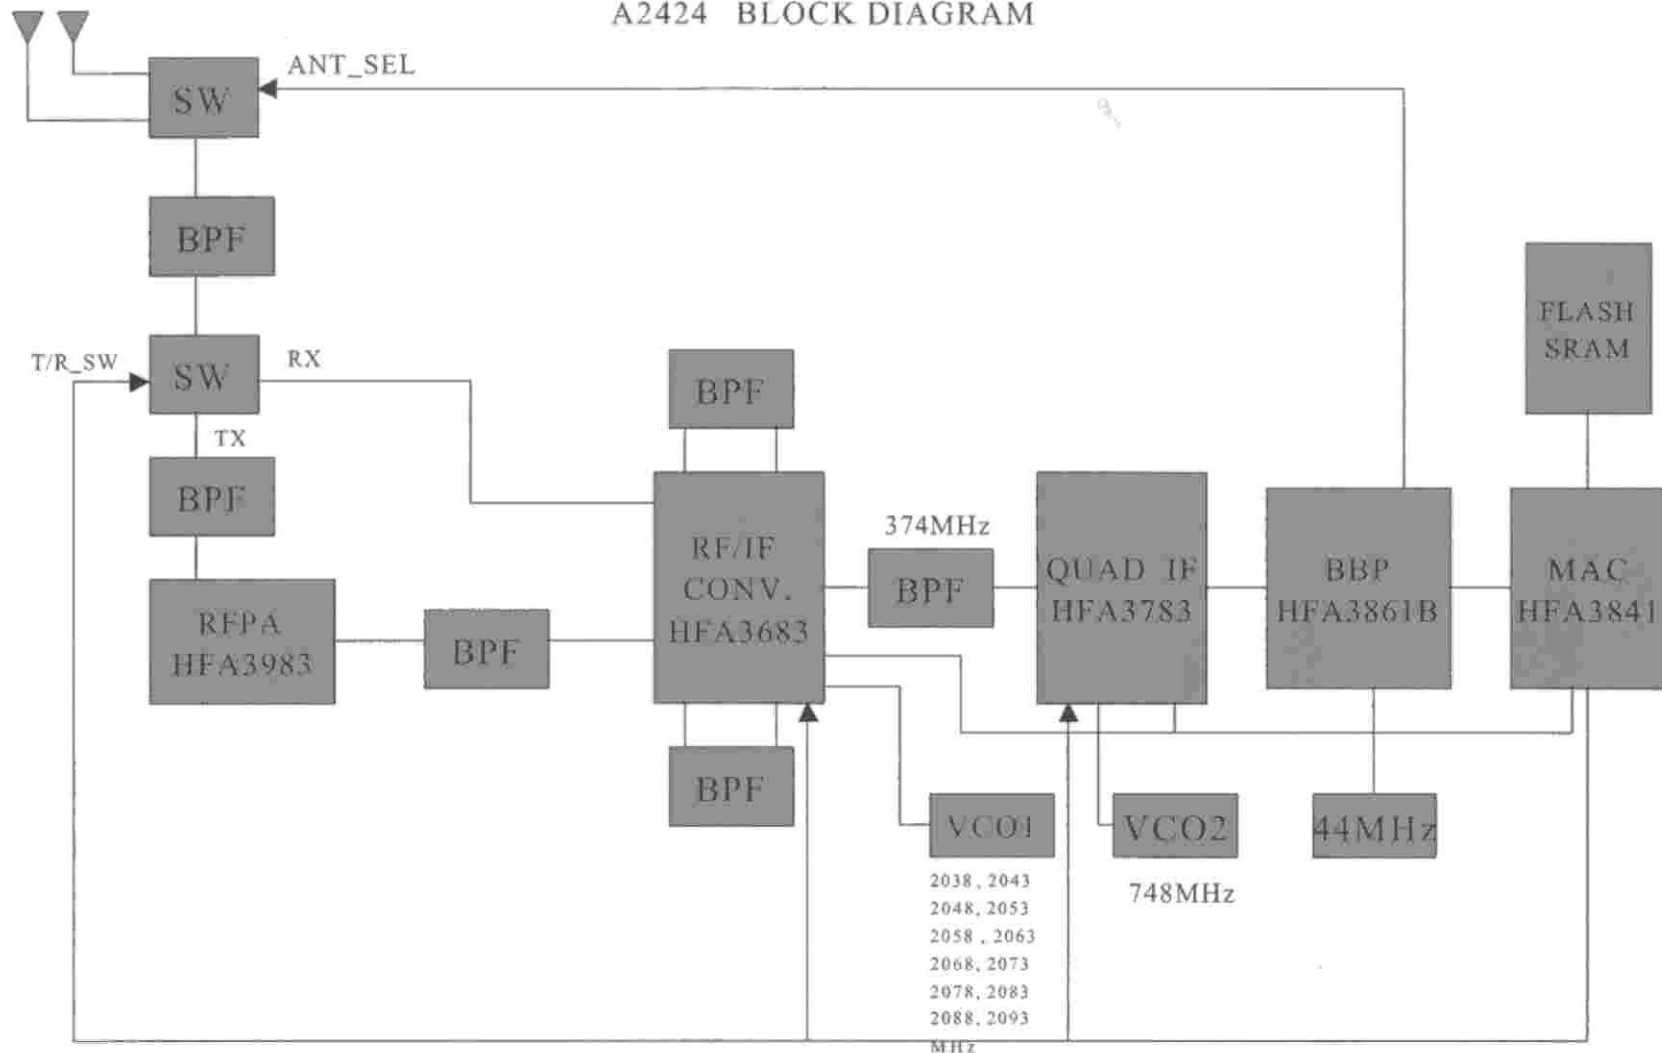 A2424 BLOCK DIAGRAM
ANT_SEL
SW
BPF
FLASH
SRAM
T/R_SW
SW
RX
BPF
TX
BPF
374MHz
RF/IF
CONV.
HFA3683
BPF
QUAD IF
HFA3783
BBP
HFA3861B
MAC
HFA3841
RFPA
HFA3983
BPF
BPF
VCO1
VCO2
44MHz
2038, 2043
2048, 2053
2058 , 2063
2068, 2073
2078, 2083
2088, 2093
MHz
748MHz